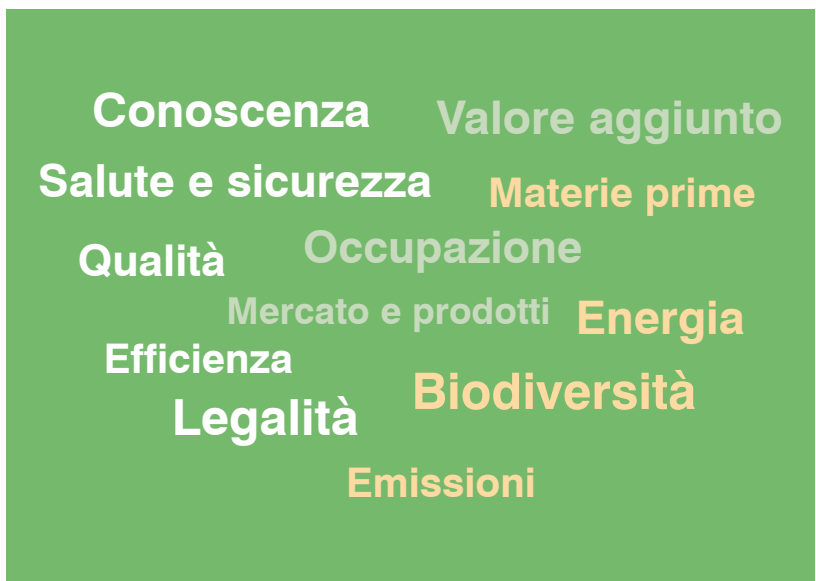 Conoscenza
Valore aggiunto
Salute e sicurezza
Materie prime
Occupazione
Qualità
Mercato e prodotti
Energia
Efficienza
Biodiversità
Legalità
Emissioni